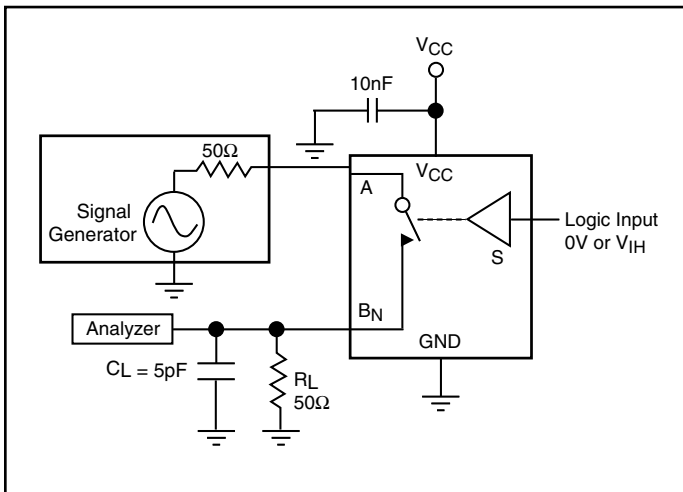 VCC
10nF
50Ω
VCC
A
Signal
Generator
Logic Input
0V or VIH
S
BN
Analyzer
GND
CL = 5pF
RL
50Ω